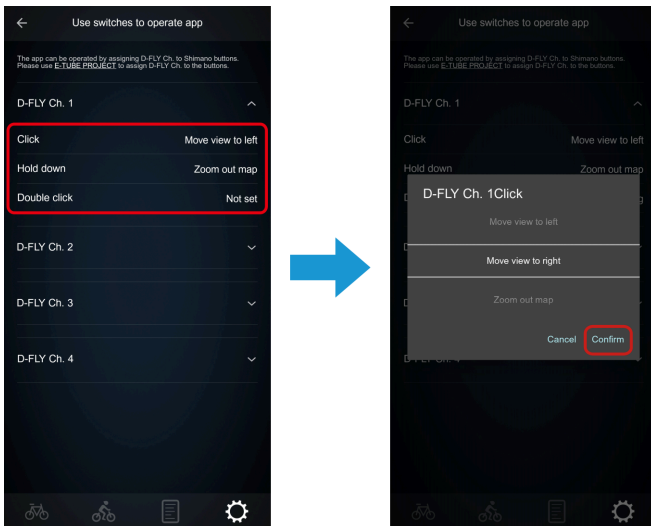 Use switches to operate app
The app can be operated by assigning D-FLY Ch. to Shimano buttons.
Please use E-TUBE PROJECT to assign D-FLY Ch. to the buttons.
D-FLY Ch. 1
Click Move view to left
Hold down Zoom out map
Double click Not set
D-FLY Ch. 2
D-FLY Ch. 3
D-FLY Ch. 4
Use switches to operate app
The app can be operated by assigning D-FLY Ch. to Shimano buttons.
Please use E-TUBE PROJECT to assign D-FLY Ch. to the buttons.
D-FLY Ch. 1
Click Move view to left
Hold down Zoom out map
D-FLY Ch. 1Click
Move view to left
Move view to right
Zoom out map
Cancel Confirm
D-FLY Ch. 4